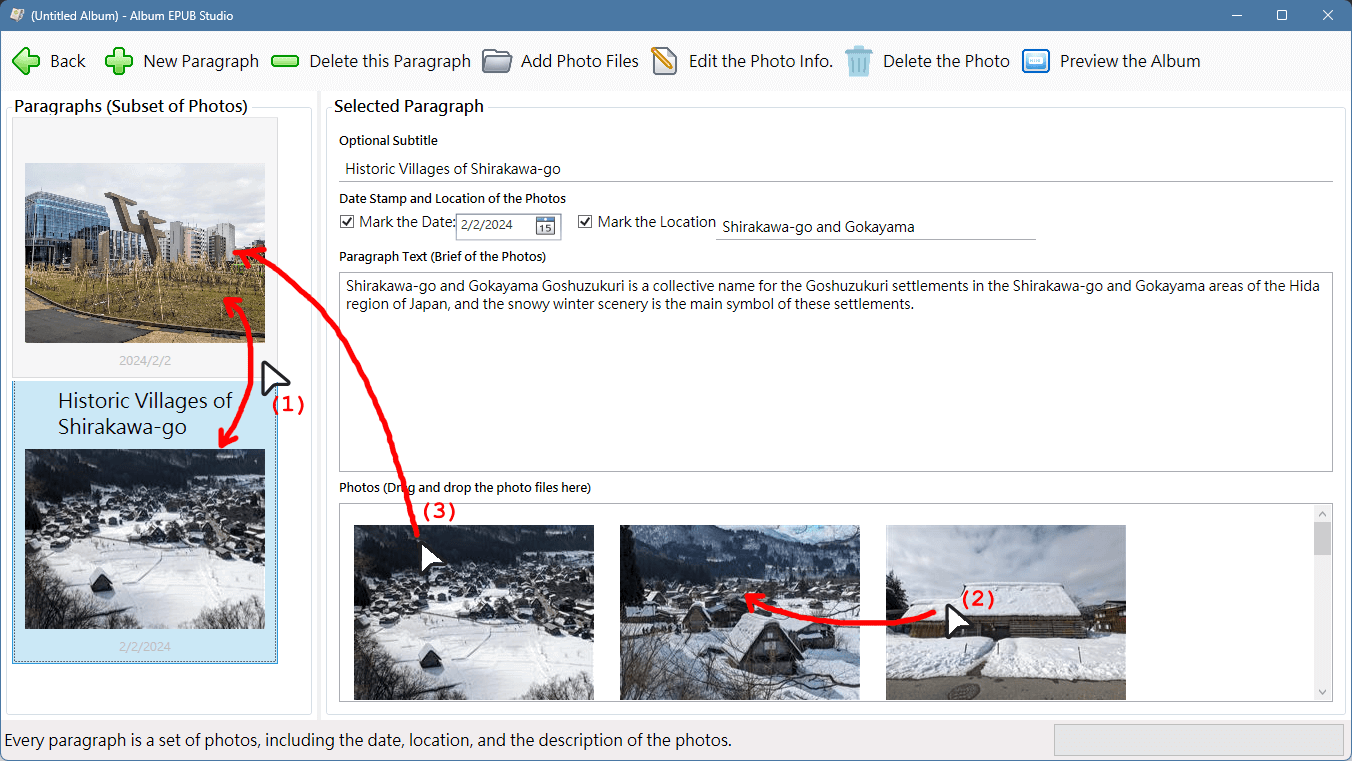 (Untitled Album) - Album EPUB Studio
Back
New Paragraph
Delete this Paragraph
Add Photo Files
Edit the Photo Info.
Delete the Photo
Preview the Album
Paragraphs (Subset of Photos)
2024/2/2
(1)
Historic Villages of
Shirakawa-go
2/2/2024
Selected Paragraph
Optional Subtitle
Historic Villages of Shirakawa-go
Date Stamp and Location of the Photos
Mark the Date:
2/2/2024
15
Mark the Location
Shirakawa-go and Gokayama
Paragraph Text (Brief of the Photos)
Shirakawa-go and Gokayama Goshuzukuri is a collective name for the Goshuzukuri settlements in the Shirakawa-go and Gokayama areas of the Hida
region of Japan, and the snowy winter scenery is the main symbol of these settlements.
Photos (Drag and drop the photo files here)
(3)
(2)
Every paragraph is a set of photos, including the date, location, and the description of the photos.